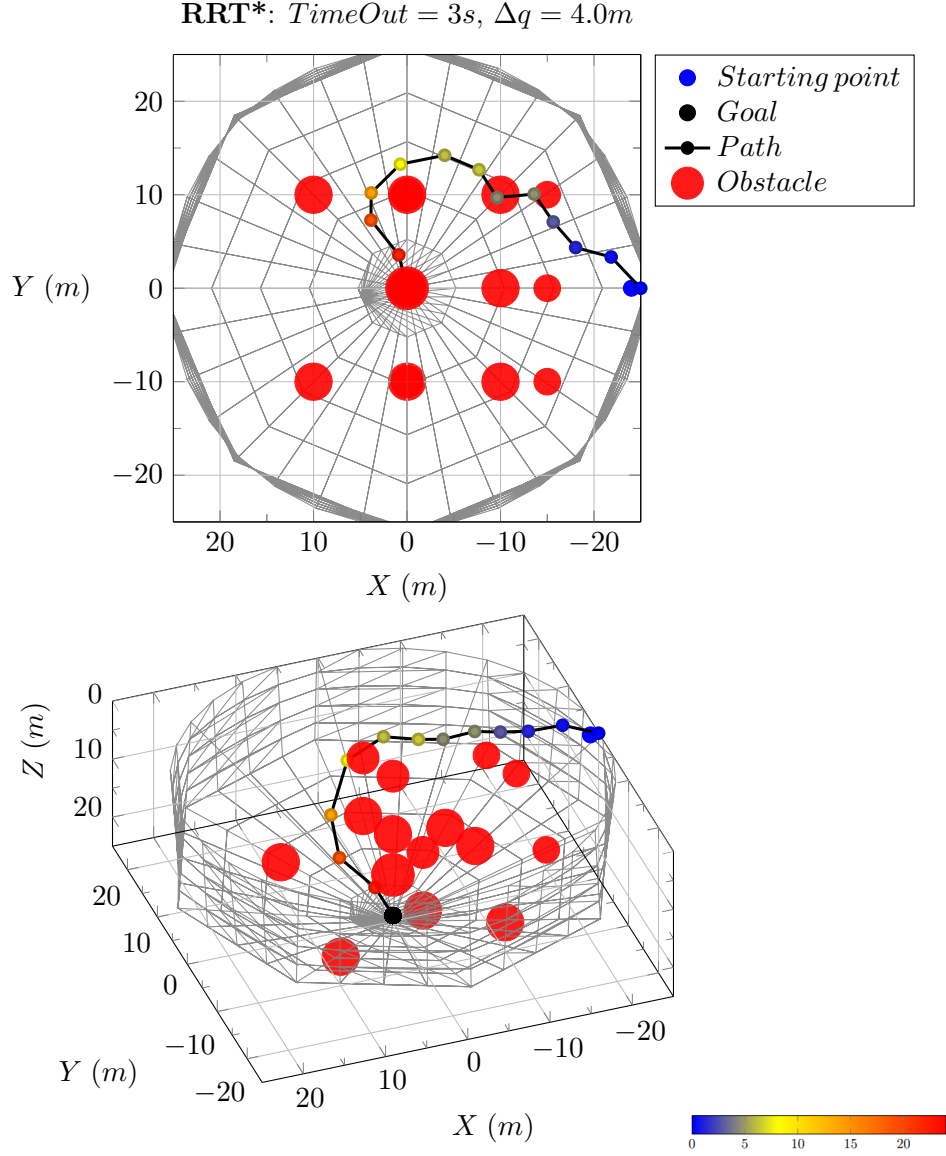 RRT*: TimeOut = 3s, Δq = 4.0m
Starting point
Goal
Path
Obstacle
20
10
0
−10
−20
Y (m)
20 10 0 −10 −20
X (m)
0
10
20
Z (m)
20
10
0
−10
−20
Y (m)
20 10 0 −10 −20
X (m)
0 5 10 15 20